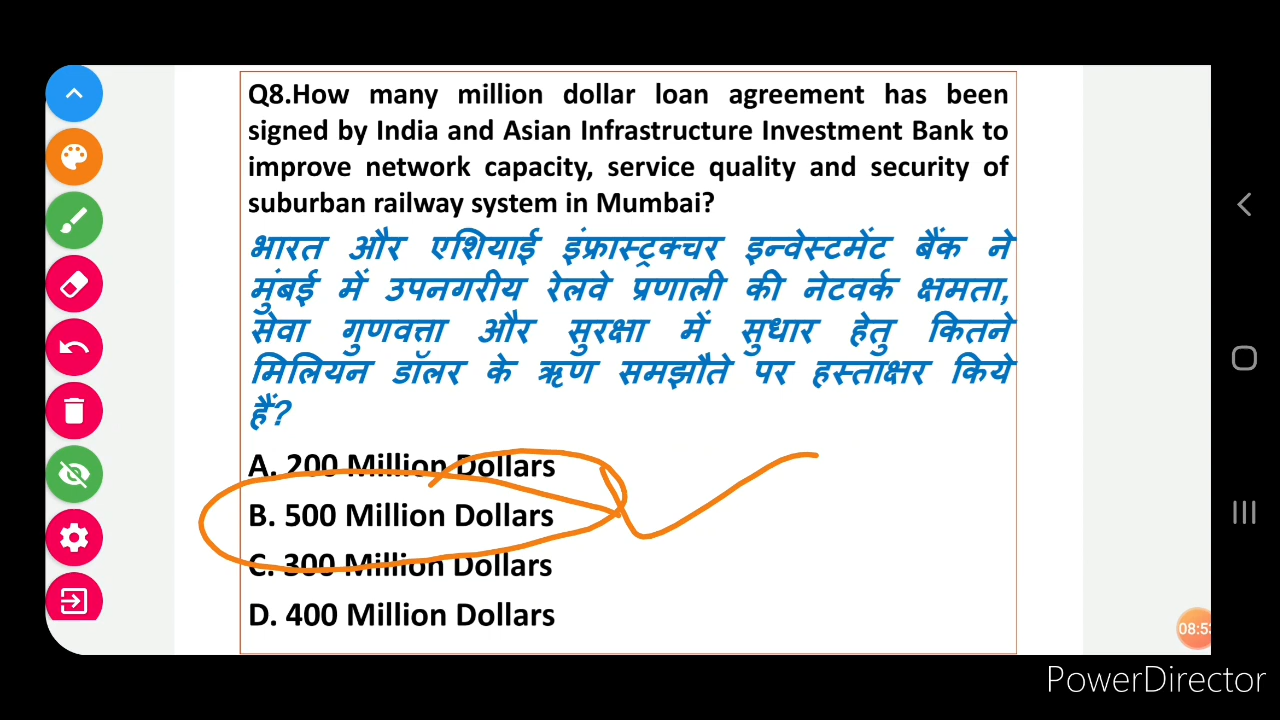 Q8.How many million dollar loan agreement has been
signed by India and Asian Infrastructure Investment Bank to
improve network capacity, service quality and security of
suburban railway system in Mumbai?
भारत और एशियाई इंफ्रास्ट्रक्चर इन्वेस्टमेंट बैंक ने
मुंबई में उपनगरीय रेलवे प्रणाली की नेटवर्क क्षमता,
सेवा गुणवत्ता और सुरक्षा में सुधार हेतु कितने
मिलियन डॉलर के ऋण समझौते पर हस्ताक्षर किये
हैं?
A. 200 Million Dollars
B. 500 Million Dollars
C. 300 Million Dollars
D. 400 Million Dollars
PowerDirector